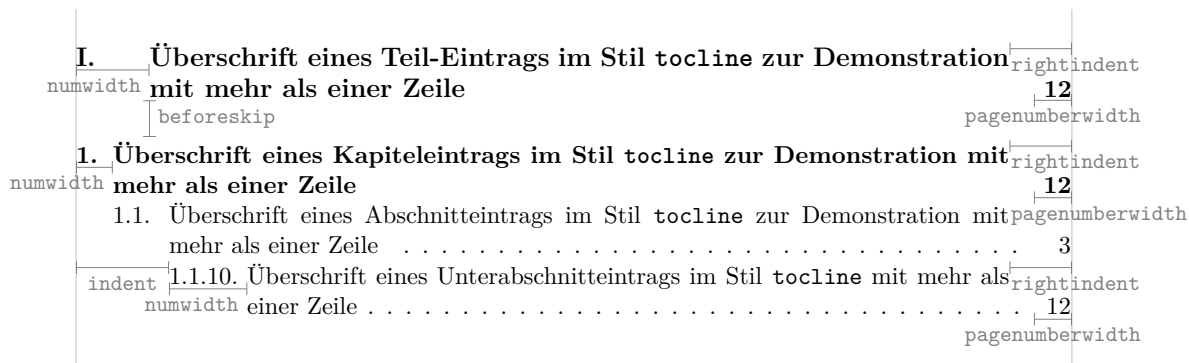 I. Überschrift eines Teil-Eintrags im Stil tocline zur Demonstration rightindent
numwidth mit mehr als einer Zeile 12
beforeskip pagenumberwidth
1. Überschrift eines Kapiteleintrags im Stil tocline zur Demonstration mit rightindent
numwidth mehr als einer Zeile 12
1.1. Überschrift eines Abschnitteintrags im Stil tocline zur Demonstration mit pagenumberwidth
mehr als einer Zeile . . . . . . . . . . . . . . . . . . . . . . . . . . . . . . 3
indent 1.1.10. Überschrift eines Unterabschnitteintrags im Stil tocline mit mehr als rightindent
numwidth einer Zeile . . . . . . . . . . . . . . . . . . . . . . . . . . . . . . . . . . . 12
pagenumberwidth